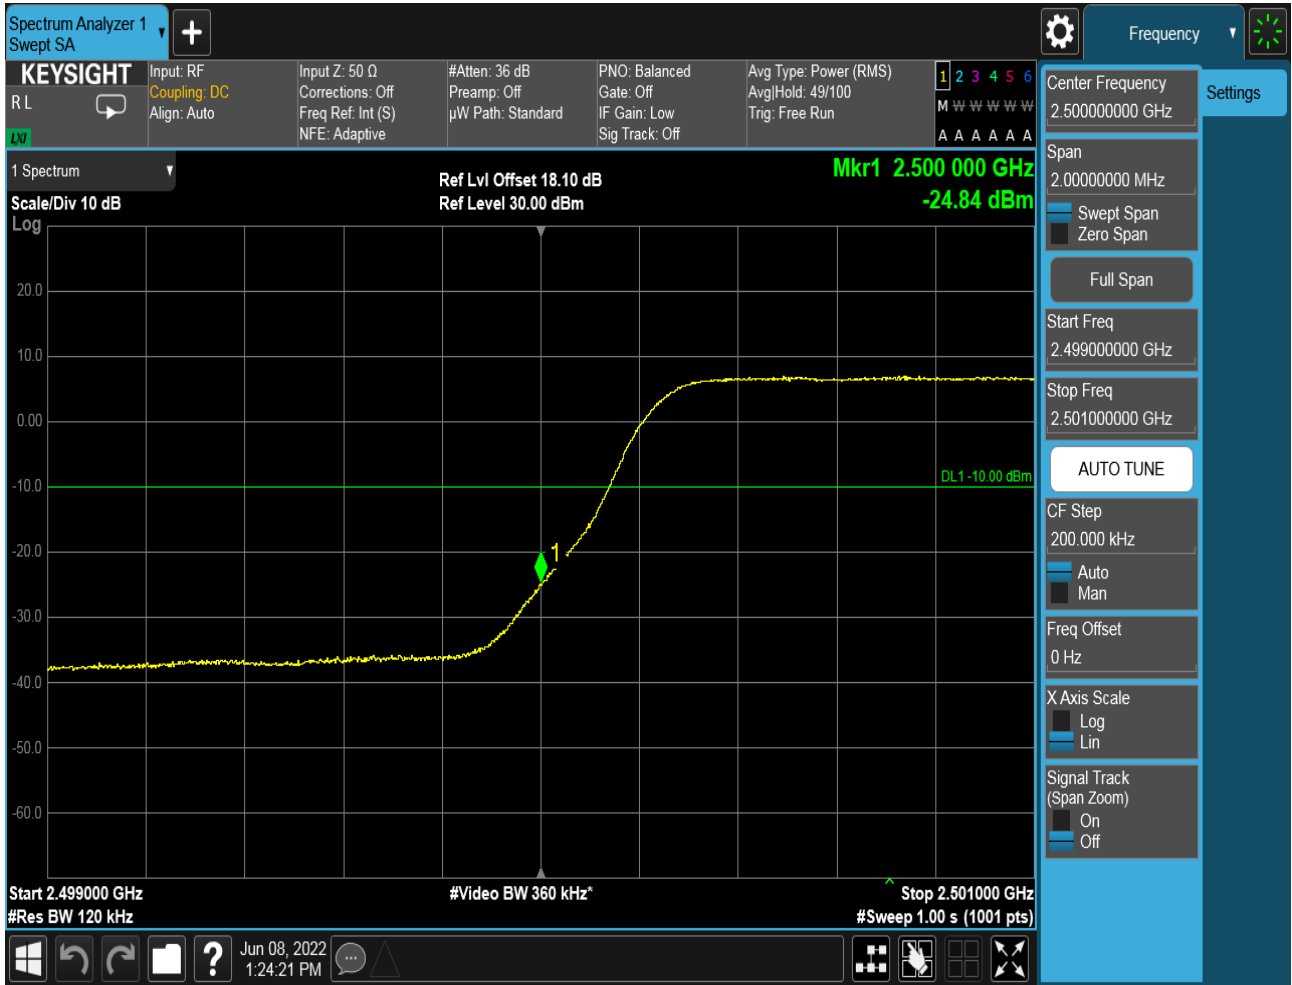 Spectrum Analyzer 1
Swept SA
Frequency
KEYSIGHT
R L
LXI
Input: RF
Coupling: DC
Align: Auto
Input Z: 50 Ω
Corrections: Off
Freq Ref: Int (S)
NFE: Adaptive
#Atten: 36 dB
Preamp: Off
µW Path: Standard
PNO: Balanced
Gate: Off
IF Gain: Low
Sig Track: Off
Avg Type: Power (RMS)
Avg|Hold: 49/100
Trig: Free Run
1 2 3 4 5 6
M W W W W W
A A A A A A
1 Spectrum
Scale/Div 10 dB
Log
Ref Lvl Offset 18.10 dB
Ref Level 30.00 dBm
Mkr1 2.500 000 GHz
-24.84 dBm
20.0
10.0
0.00
-10.0
-20.0
-30.0
-40.0
-50.0
-60.0
DL1 -10.00 dBm
1
Start 2.499000 GHz
#Res BW 120 kHz
#Video BW 360 kHz*
Stop 2.501000 GHz
#Sweep 1.00 s (1001 pts)
Jun 08, 2022
1:24:21 PM
Center Frequency
2.500000000 GHz
Settings
Span
2.00000000 MHz
Swept Span
Zero Span
Full Span
Start Freq
2.499000000 GHz
Stop Freq
2.501000000 GHz
AUTO TUNE
CF Step
200.000 kHz
Auto
Man
Freq Offset
0 Hz
X Axis Scale
Log
Lin
Signal Track
(Span Zoom)
On
Off